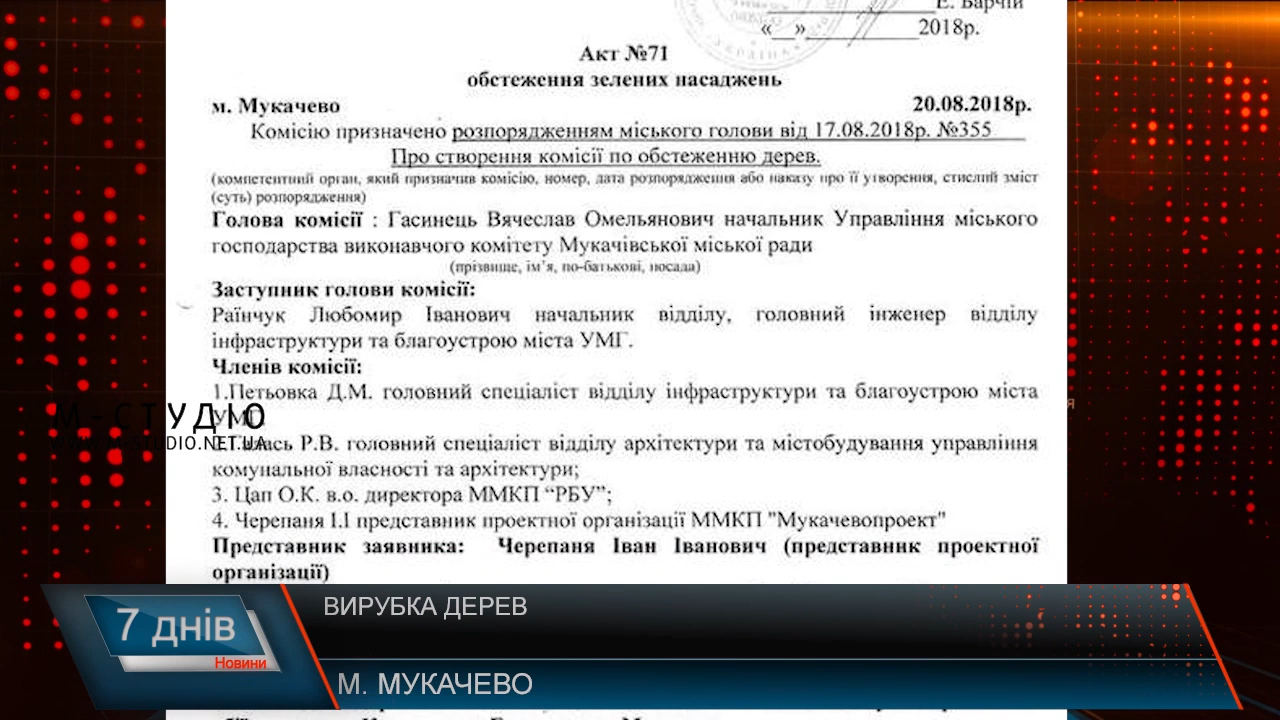 Е. Барчій
«__»__________2018р.
Акт №71
обстеження зелених насаджень
м. Мукачево 20.08.2018р.
Комісію призначено розпорядженням міського голови від 17.08.2018р. №355
Про створення комісії по обстеженню дерев.
(компетентний орган, який призначив комісію, номер, дата розпорядження або наказу про її утворення, стислий зміст
(суть) розпорядження)
Голова комісії : Гасинець Вячеслав Омельянович начальник Управління міського
господарства виконавчого комітету Мукачівської міської ради
(прізвище, ім’я, по-батькові, посада)
Заступник голови комісії:
Раїнчук Любомир Іванович начальник відділу, головний інженер відділу
інфраструктури та благоустрою міста УМГ.
Членів комісії:
1.Петьовка Д.М. головний спеціаліст відділу інфраструктури та благоустрою міста
УМГ.
М-СТУДІО
WWW.M-STUDIO.NET.UA
Р.В. головний спеціаліст відділу архітектури та містобудування управління
комунальної власності та архітектури;
3. Цап О.К. в.о. директора ММКП “РБУ”;
4. Черепаня І.І представник проектної організації ММКП "Мукачевопроект"
Представник заявника: Черепаня Іван Іванович (представник проектної
організації)
7 днів
Новини
ВИРУБКА ДЕРЕВ
М. МУКАЧЕВО